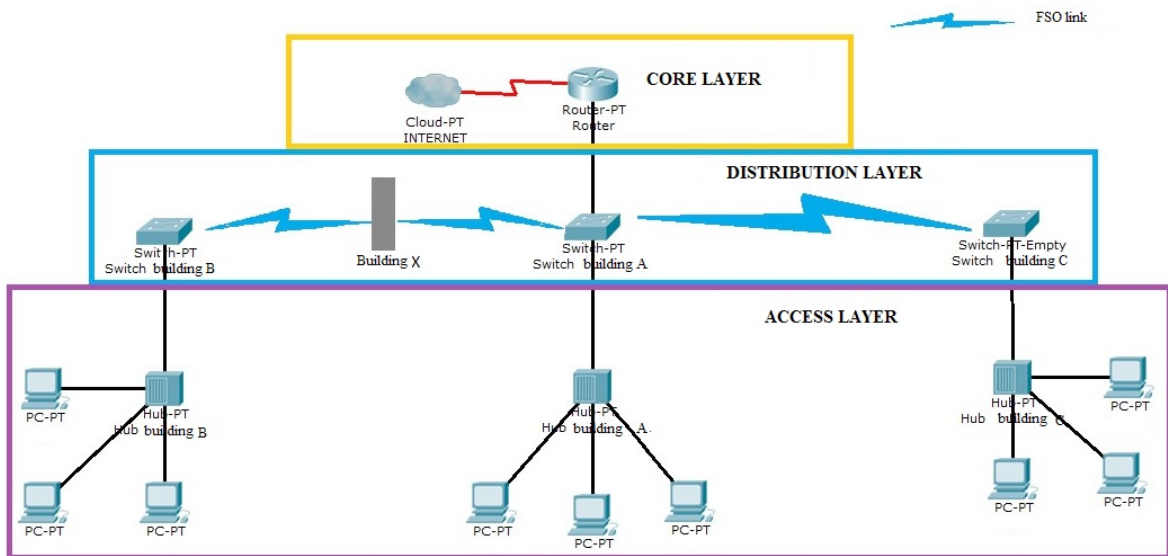 FSO link
CORE LAYER
Cloud-PT
INTERNET
Router-PT
Router
DISTRIBUTION LAYER
Switch-PT
Switch building B
Building X
Switch-PT
Switch building A
Switch-PT-Empty
Switch building C
ACCESS LAYER
PC-PT
Hub-PT
Hub building B
PC-PT
PC-PT
Hub-PT
Hub building A.
PC-PT
PC-PT
PC-PT
Hub-PT
Hub building C
PC-PT
PC-PT
PC-PT